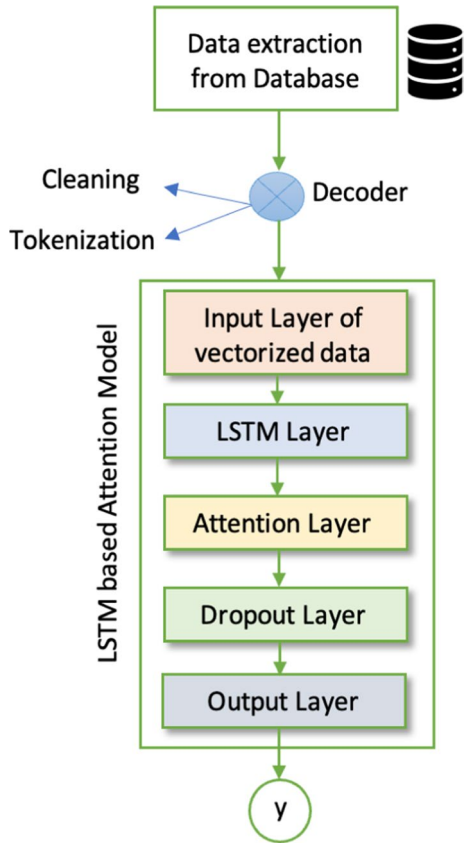 Data extraction
from Database
Cleaning
Decoder
Tokenization
LSTM based Attention Model
Input Layer of
vectorized data
LSTM Layer
Attention Layer
Dropout Layer
Output Layer
y